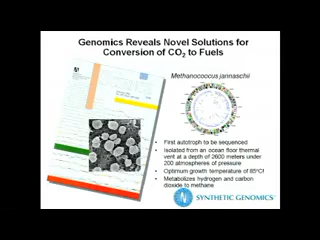 Genomics Reveals Novel Solutions for
Conversion of CO2 to Fuels
Methanococcus jannaschii
• First autotroph to be sequenced
• Isolated from an ocean floor thermal
vent at a depth of 2600 meters under
200 atmospheres of pressure
• Optimum growth temperature of 85°C!
• Metabolizes hydrogen and carbon
dioxide to methane
SYNTHETIC GENOMICS